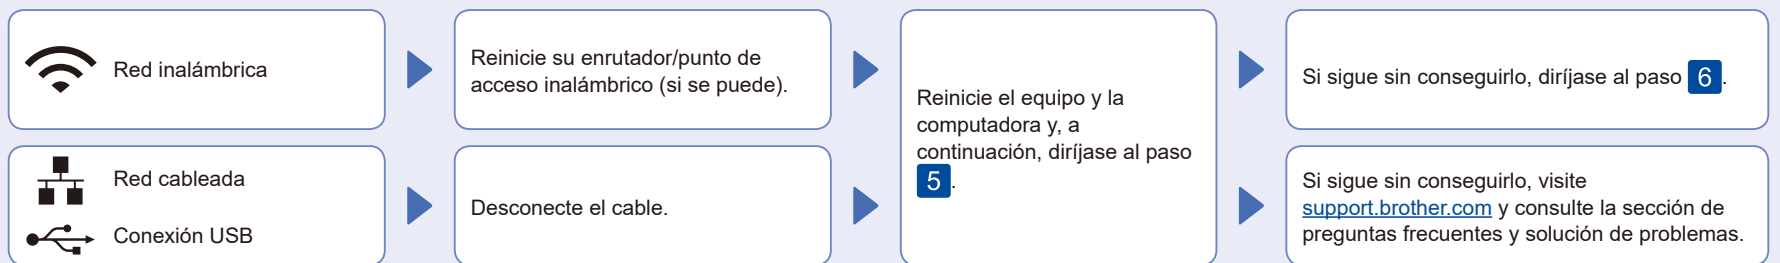 Red inalámbrica
Reinicie su enrutador/punto de
acceso inalámbrico (si se puede).
Reinicie el equipo y la
computadora y, a
continuación, diríjase al paso
5.
Si sigue sin conseguirlo, diríjase al paso 6.
Red cableada
Conexión USB
Desconecte el cable.
Si sigue sin conseguirlo, visite
support.brother.com y consulte la sección de
preguntas frecuentes y solución de problemas.